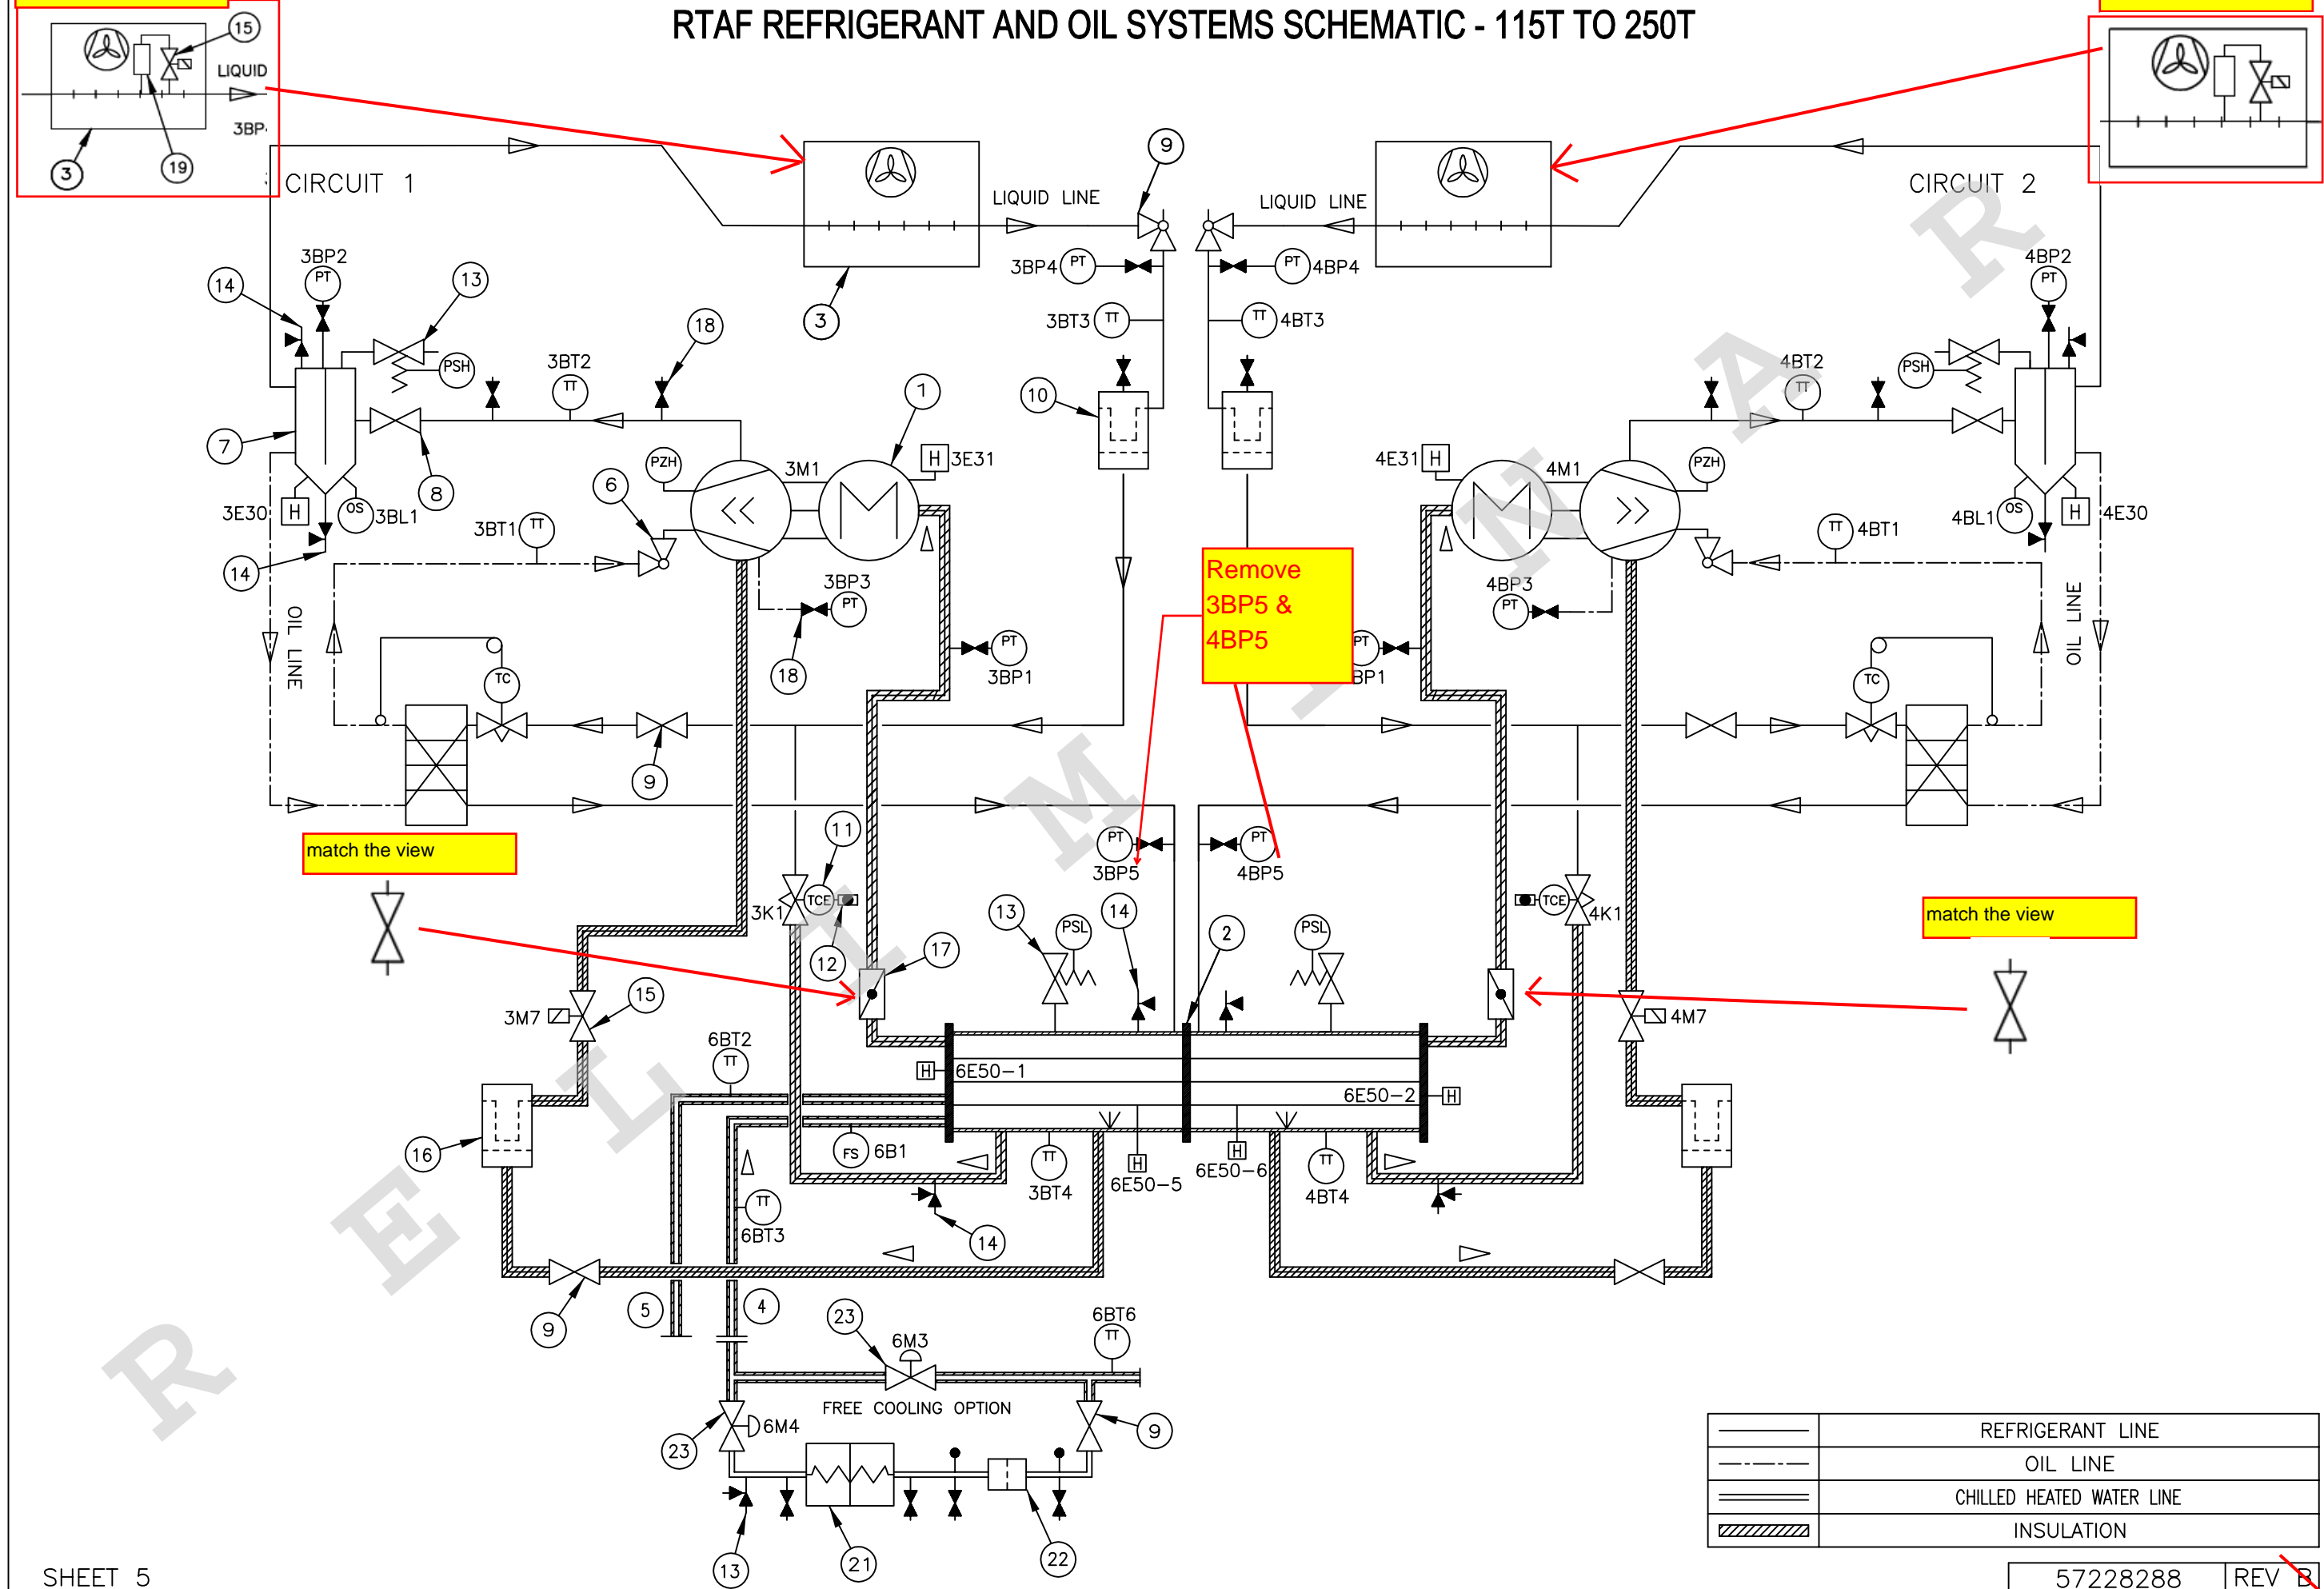 RTAF REFRIGERANT AND OIL SYSTEMS SCHEMATIC - 115T TO 250T
15
LIQUID
3BP
3
19
CIRCUIT 1
CIRCUIT 2
9
LIQUID LINE
LIQUID LINE
3BP4 PT
PT 4BP4
3
3BT3 TT
TT 4BT3
3BP2
PT
14
13
PSH
18
3BT2
TT
1
10
7
8
6
PZH
3M1
H 3E31
3E30 H
OS 3BL1
3BT1 TT
14
OIL LINE
4BP2
PT
PSH
4BT2
TT
4E31 H
4M1
PZH
4BL1 OS
H 4E30
TT 4BT1
OIL LINE
3BP3
PT
18
4BP3
PT
Remove
3BP5 &
4BP5
PT
3BP1
PT
BP1
TC
TC
9
match the view
match the view
11
PT
3BP5
PT
4BP5
3K1
TCE
12
TCE
4K1
13
PSL
14
2
PSL
17
3M7
15
4M7
6BT2
TT
H 6E50-1
6E50-2 H
16
FS 6B1
TT
3BT4
H
6E50-5
H
6E50-6
TT
4BT4
TT
6BT3
14
9
5
4
23
6M3
6BT6
TT
FREE COOLING OPTION
6M4
23
9
13
21
22
REFRIGERANT LINE
OIL LINE
CHILLED HEATED WATER LINE
INSULATION
SHEET 5
57228288
REV B
PRELIMINAR